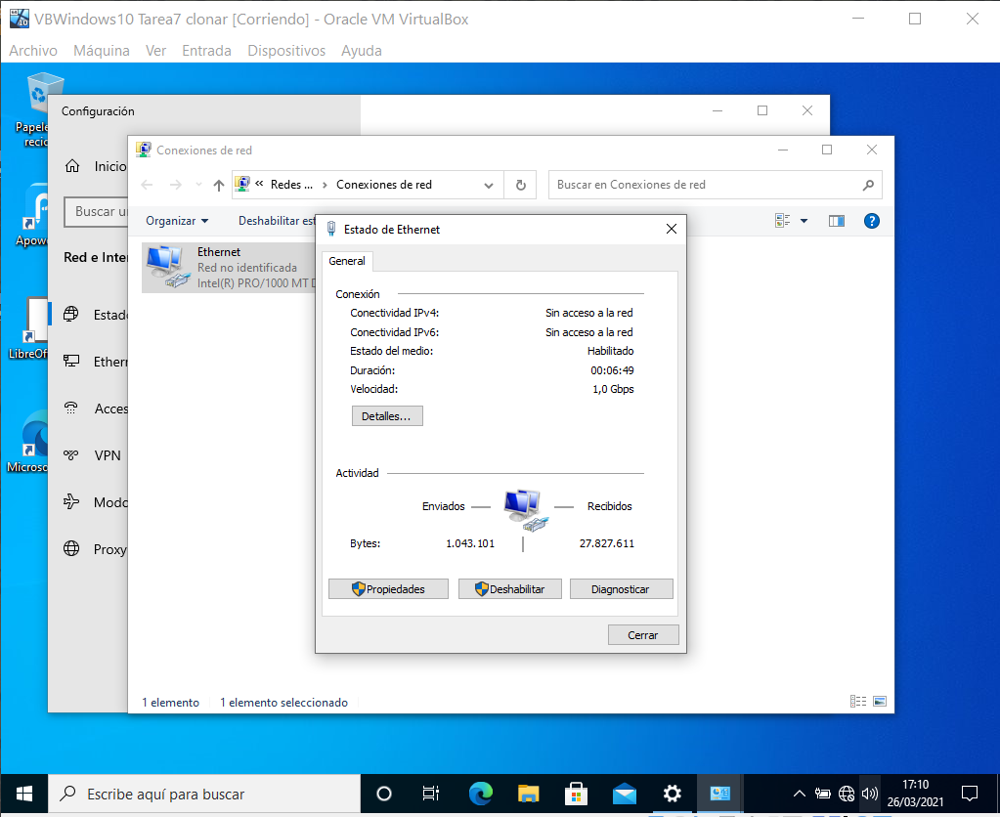 VBWindows10 Tarea7 clonar [Corriendo] - Oracle VM VirtualBox
Archivo Máquina Ver Entrada Dispositivos Ayuda
Papele
recic
Apowe
LibreOf
Microso
Configuración
Inicio
Buscar u
Red e Inter
Estado
Ethern
Acces
VPN
Modo
Proxy
Conexiones de red
« Redes ... › Conexiones de red
Buscar en Conexiones de red
Organizar Deshabilitar est
Ethernet
Red no identificada
Intel(R) PRO/1000 MT D
Estado de Ethernet
General
Conexión
Conectividad IPv4: Sin acceso a la red
Conectividad IPv6: Sin acceso a la red
Estado del medio: Habilitado
Duración: 00:06:49
Velocidad: 1,0 Gbps
Detalles...
Actividad
Enviados Recibidos
Bytes: 1.043.101 27.827.611
Propiedades Deshabilitar Diagnosticar
Cerrar
1 elemento 1 elemento seleccionado
Escribe aquí para buscar
17:10
26/03/2021